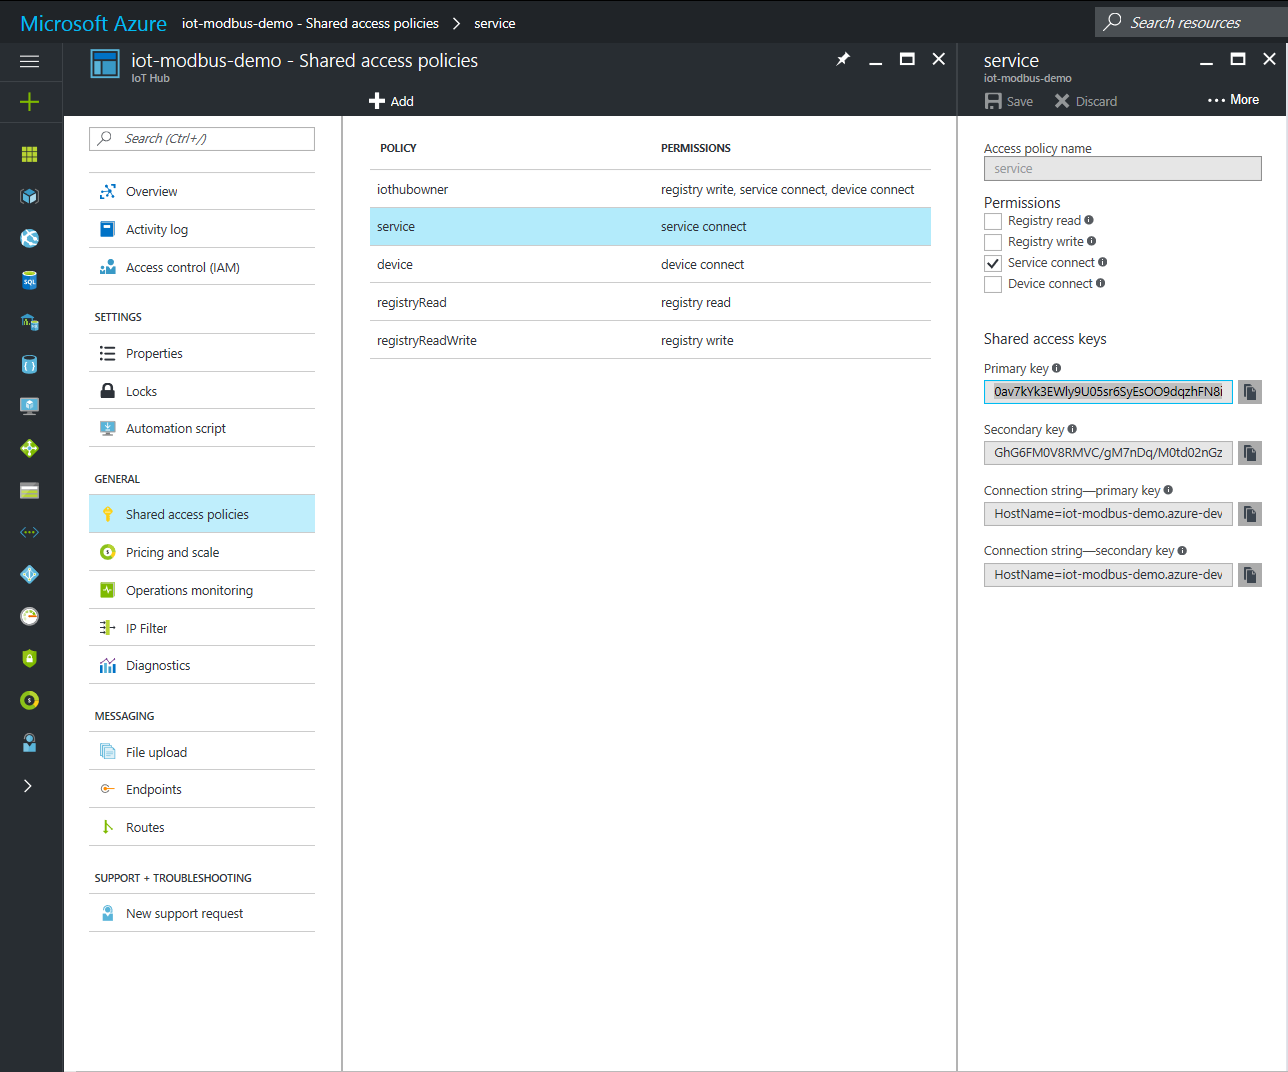 Microsoft Azure iot-modbus-demo - Shared access policies > service
Search resources
iot-modbus-demo - Shared access policies
IoT Hub
Add
Search (Ctrl+/)
Overview
Activity log
Access control (IAM)
SETTINGS
Properties
Locks
Automation script
GENERAL
Shared access policies
Pricing and scale
Operations monitoring
IP Filter
Diagnostics
MESSAGING
File upload
Endpoints
Routes
SUPPORT + TROUBLESHOOTING
New support request
POLICY PERMISSIONS
iothubowner registry write, service connect, device connect
service service connect
device device connect
registryRead registry read
registryReadWrite registry write
service
iot-modbus-demo
Save Discard More
Access policy name
service
Permissions
Registry read
Registry write
Service connect
Device connect
Shared access keys
Primary key
0av7kYk3EWly9U05sr6SyEsOO9dqzhFN8i
Secondary key
GhG6FM0V8RMVC/gM7nDq/M0td02nGz
Connection string—primary key
HostName=iot-modbus-demo.azure-dev
Connection string—secondary key
HostName=iot-modbus-demo.azure-dev